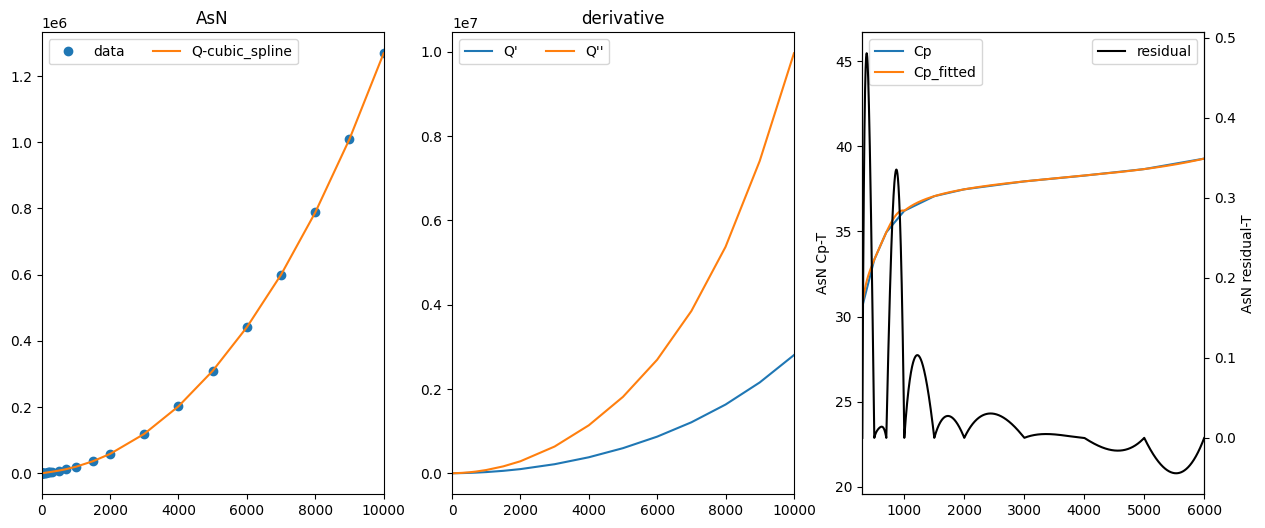 AsN
1e6
data
Q-cubic_spline
1.2
1.0
0.8
0.6
0.4
0.2
0.0
0 2000 4000 6000 8000 10000
derivative
1e7
Q' Q''
1.0
0.8
0.6
0.4
0.2
0.0
0 2000 4000 6000 8000 10000
Cp
Cp_fitted
residual
AsN Cp-T
45
40
35
30
25
20
1000 2000 3000 4000 5000 6000
0.5
0.4
0.3
0.2
0.1
0.0
AsN residual-T